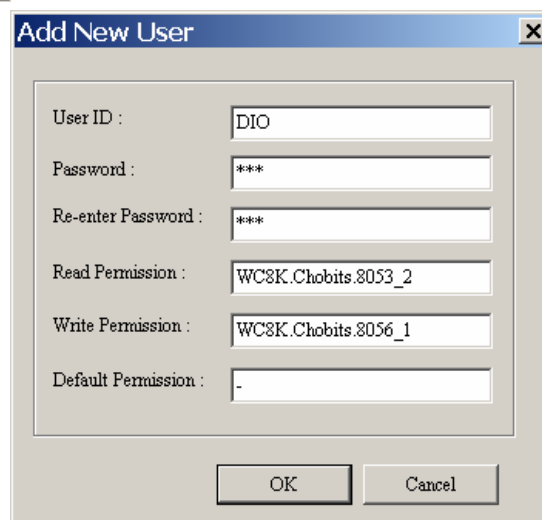 Add New User
User ID : DIO
Password : ***
Re-enter Password : ***
Read Permission : WC8K.Chobits.8053_2
Write Permission : WC8K.Chobits.8056_1
Default Permission : -
OK Cancel